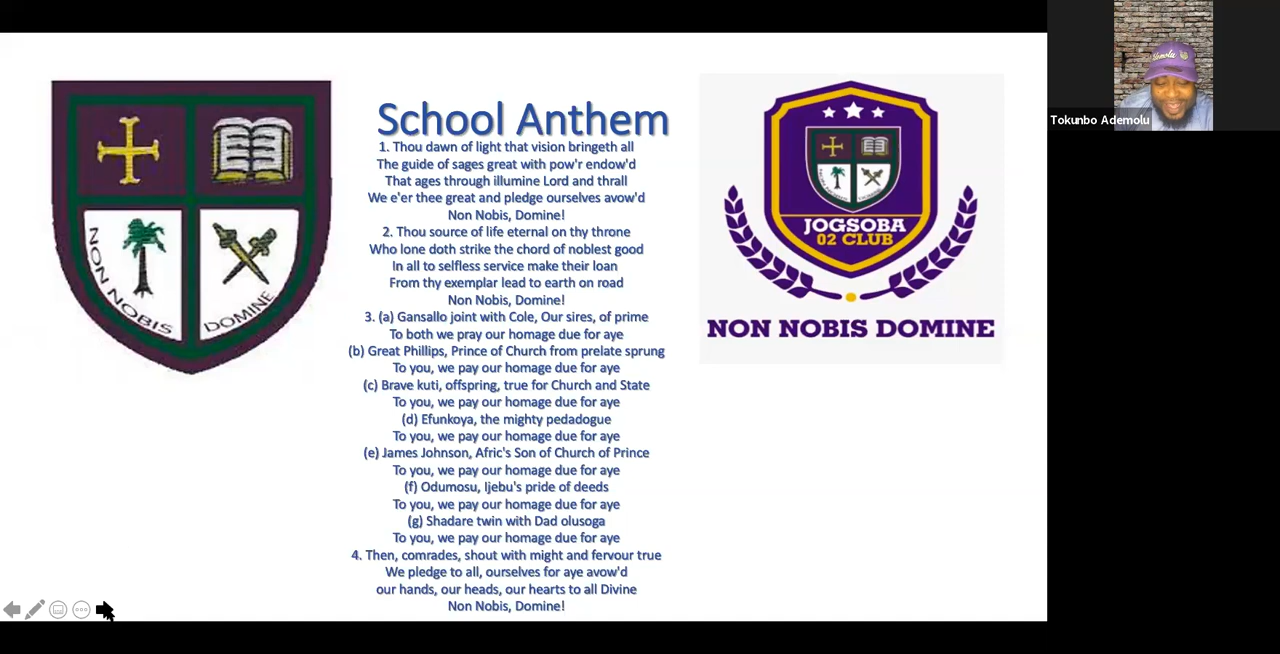 NON NOBIS
DOMINE
School Anthem
1. Thou dawn of light that vision bringeth all
The guide of sages great with pow'r endow'd
That ages through illumine Lord and thrall
We e'er thee great and pledge ourselves avow'd
Non Nobis, Domine!
2. Thou source of life eternal on thy throne
Who lone doth strike the chord of noblest good
In all to selfless service make their loan
From thy exemplar lead to earth on road
Non Nobis, Domine!
3. (a) Gansallo joint with Cole, Our sires, of prime
To both we pray our homage due for aye
(b) Great Phillips, Prince of Church from prelate sprung
To you, we pay our homage due for aye
(c) Brave kuti, offspring, true for Church and State
To you, we pay our homage due for aye
(d) Efunkoya, the mighty pedadogue
To you, we pay our homage due for aye
(e) James Johnson, Afric's Son of Church of Prince
To you, we pay our homage due for aye
(f) Odumosu, Ijebu's pride of deeds
To you, we pay our homage due for aye
(g) Shadare twin with Dad olusoga
To you, we pay our homage due for aye
4. Then, comrades, shout with might and fervour true
We pledge to all, ourselves for aye avow'd
our hands, our heads, our hearts to all Divine
Non Nobis, Domine!
JOGSOBA
02 CLUB
NON NOBIS DOMINE
Tokunbo Ademolu